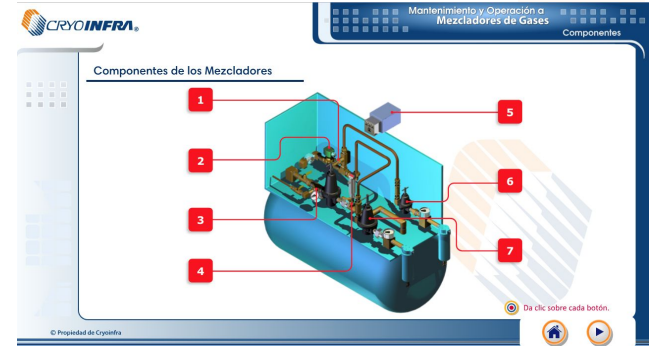 CRYOINFRA®
Mantenimiento y Operación a
Mezcladores de Gases
Componentes
Componentes de los Mezcladores
1
5
2
6
3
7
4
Da clic sobre cada botón.
© Propiedad de Cryoinfra